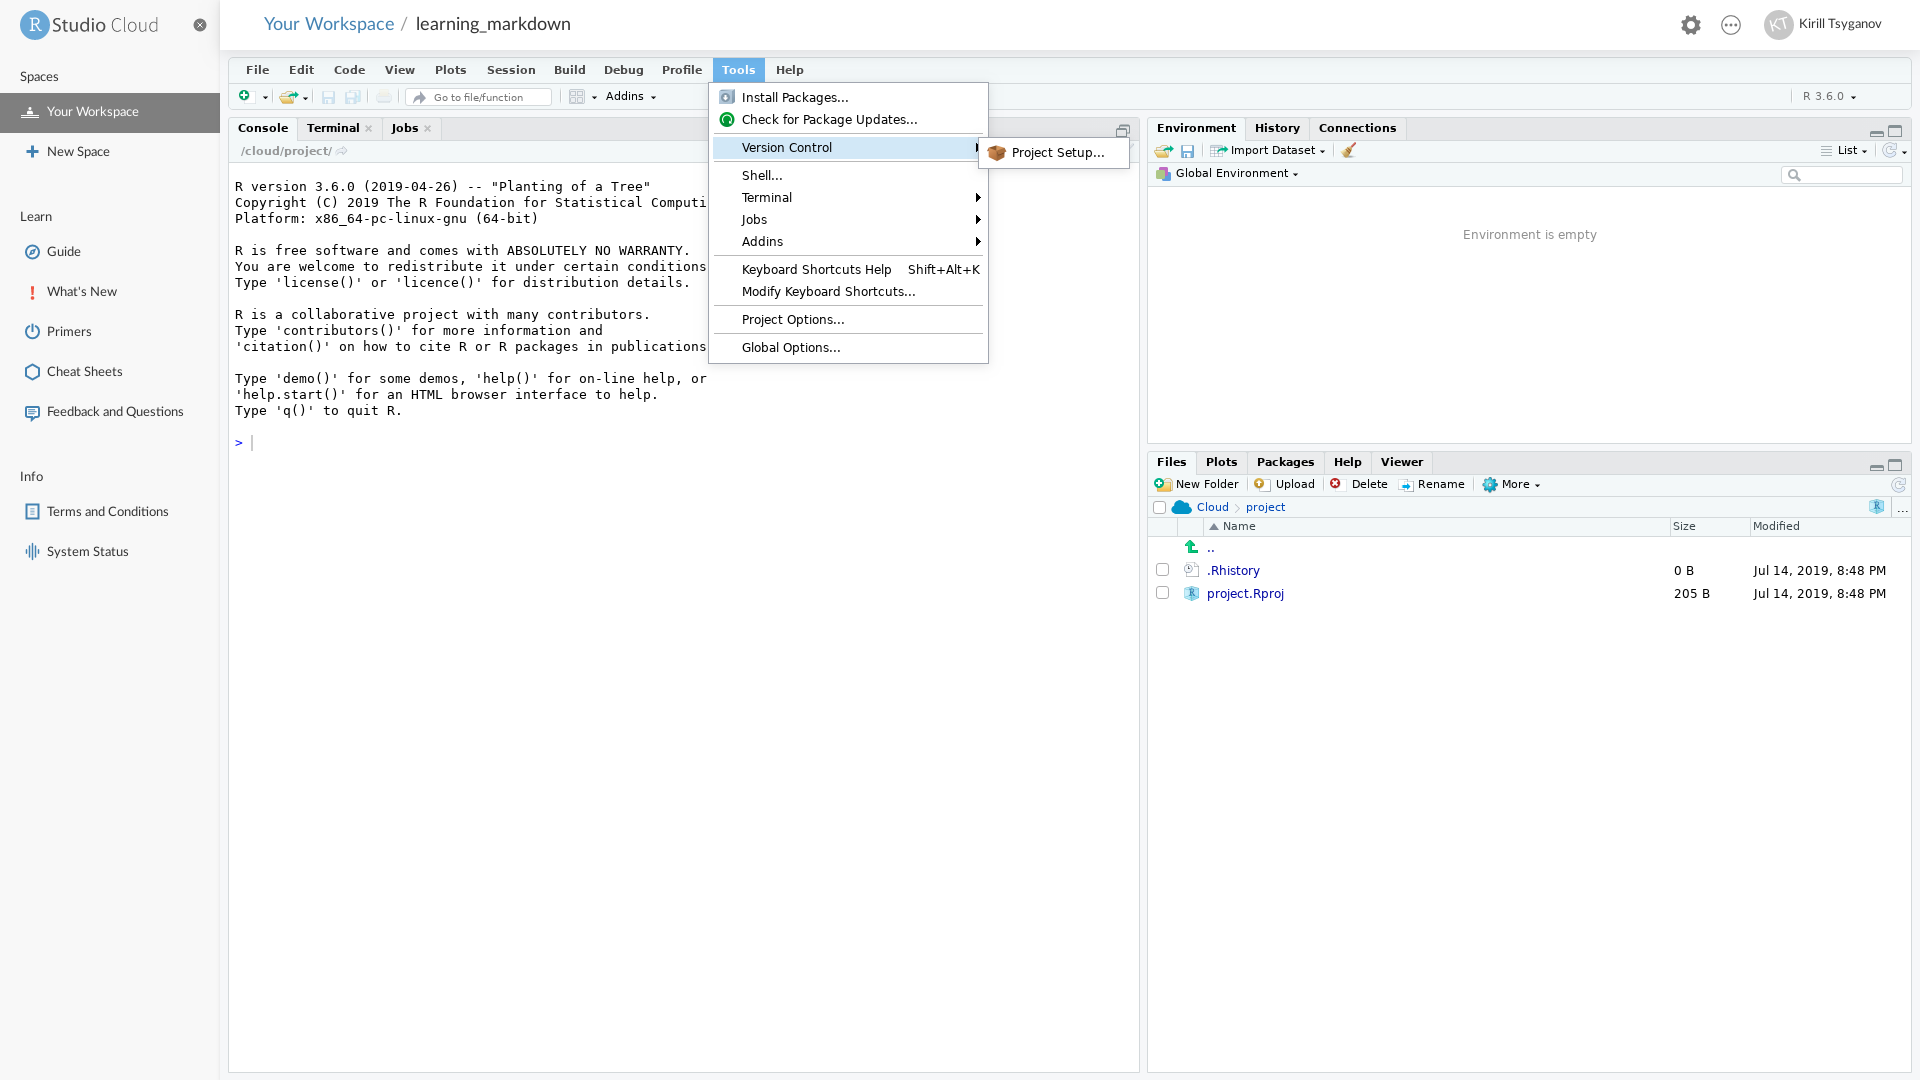 R Studio Cloud
Spaces
Your Workspace
New Space
Learn
Guide
What's New
Primers
Cheat Sheets
Feedback and Questions
Info
Terms and Conditions
System Status
Your Workspace / learning_markdown
KT Kirill Tsyganov
File Edit Code View Plots Session Build Debug Profile Tools Help
Go to file/function Addins R 3.6.0
Install Packages...
Check for Package Updates...
Version Control
Project Setup...
Shell...
Terminal
Jobs
Addins
Keyboard Shortcuts Help Shift+Alt+K
Modify Keyboard Shortcuts...
Project Options...
Global Options...
Console Terminal Jobs
/cloud/project/
R version 3.6.0 (2019-04-26) -- "Planting of a Tree"
Copyright (C) 2019 The R Foundation for Statistical Computi
Platform: x86_64-pc-linux-gnu (64-bit)
R is free software and comes with ABSOLUTELY NO WARRANTY.
You are welcome to redistribute it under certain conditions
Type 'license()' or 'licence()' for distribution details.
R is a collaborative project with many contributors.
Type 'contributors()' for more information and
'citation()' on how to cite R or R packages in publications
Type 'demo()' for some demos, 'help()' for on-line help, or
'help.start()' for an HTML browser interface to help.
Type 'q()' to quit R.
>
Environment History Connections
Import Dataset List
Global Environment
Environment is empty
Files Plots Packages Help Viewer
New Folder Upload Delete Rename More
Cloud project ...
Name Size Modified
..
.Rhistory 0 B Jul 14, 2019, 8:48 PM
project.Rproj 205 B Jul 14, 2019, 8:48 PM